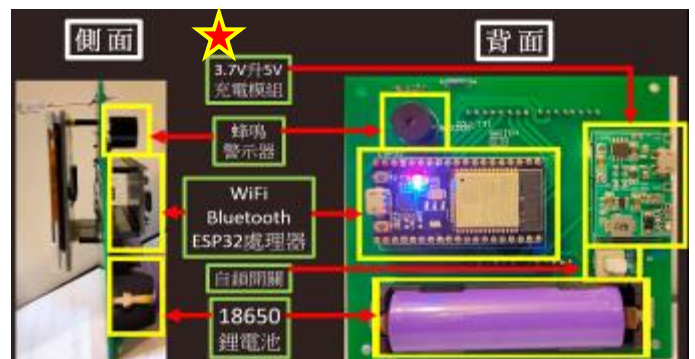 側面
背面
3.7V升5V
充電模組
蜂鳴
警示器
WiFi
Bluetooth
ESP32處理器
自鎖開關
18650
鋰電池